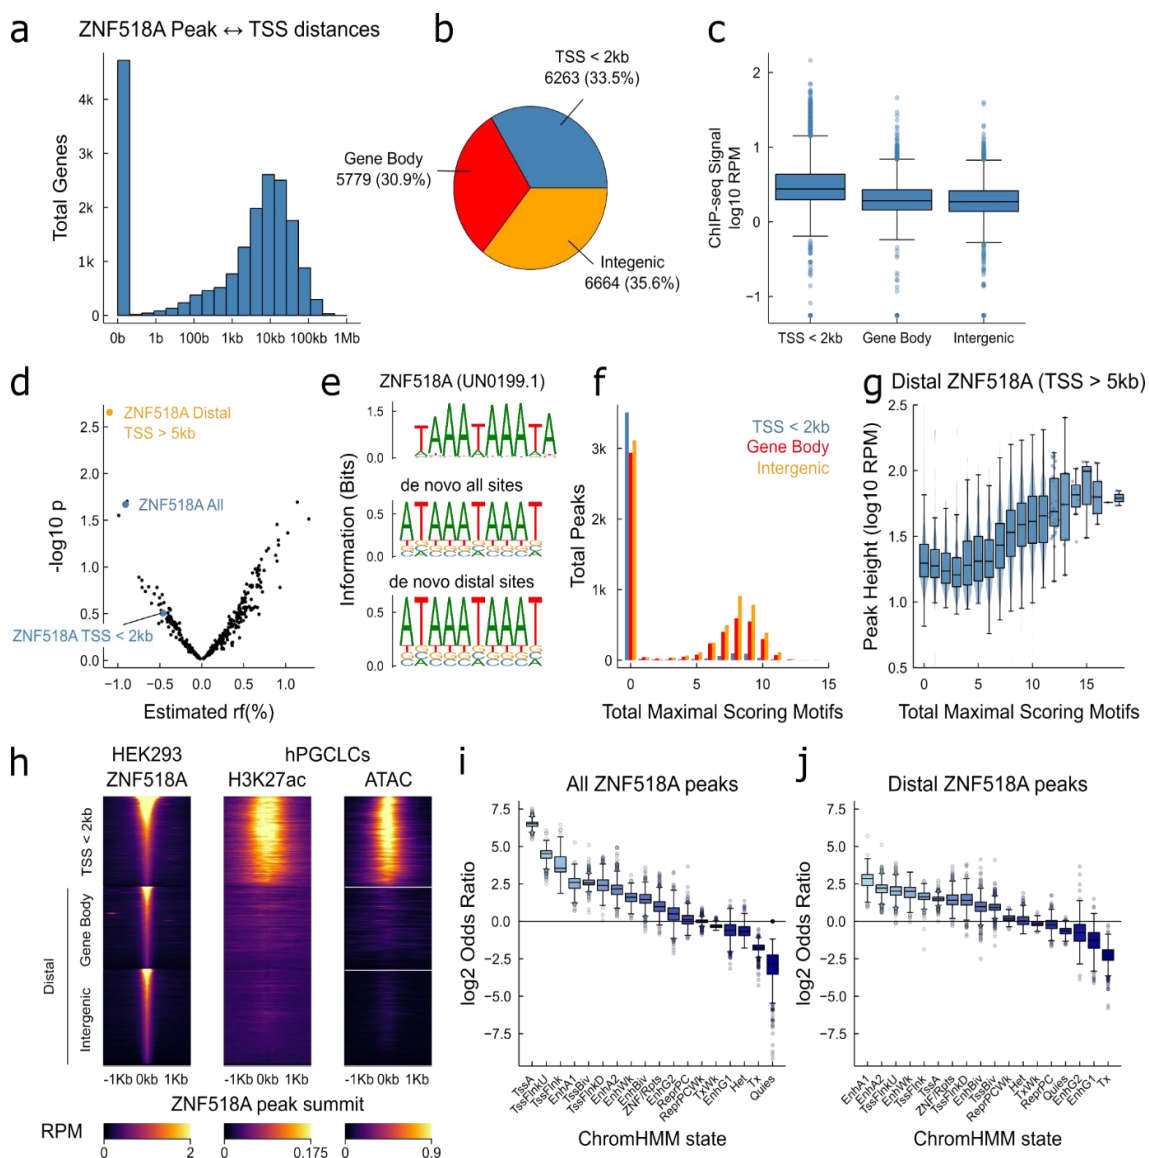 a
ZNF518A Peak ↔ TSS distances
Total Genes
4k
3k
2k
1k
0
0b
1b
100b
1kb
10kb
100kb
1Mb
b
TSS < 2kb
6263 (33.5%)
Gene Body
5779 (30.9%)
Integenic
6664 (35.6%)
c
ChIP-seq Signal
log10 RPM
2
1
0
−1
TSS < 2kb
Gene Body
Intergenic
d
-log10 p
2.5
2.0
1.5
1.0
0.5
0.0
ZNF518A Distal
TSS > 5kb
ZNF518A All
ZNF518A TSS < 2kb
−1.0
−0.5
0.0
0.5
1.0
Estimated rf(%)
e
ZNF518A (UN0199.1)
Information (Bits)
1.5
0.0
TAAATAAATA
de novo all sites
0.5
0.0
ATAAATAAAT
de novo distal sites
0.5
0.0
ATAAATAAAT
f
TSS < 2kb
Gene Body
Intergenic
Total Peaks
3k
2k
1k
0
0
5
10
15
Total Maximal Scoring Motifs
g
Distal ZNF518A (TSS > 5kb)
Peak Height (log10 RPM)
2.5
2.0
1.5
1.0
0.5
0
5
10
15
Total Maximal Scoring Motifs
h
HEK293
hPGCLCs
ZNF518A
H3K27ac
ATAC
TSS < 2kb
Gene Body
Distal
Intergenic
-1Kb 0kb 1Kb
-1Kb 0kb 1Kb
-1Kb 0kb 1Kb
ZNF518A peak summit
RPM
0
2
0
0.175
0
0.9
i
All ZNF518A peaks
log2 Odds Ratio
7.5
5.0
2.5
0.0
−2.5
−5.0
−7.5
TssA
TssFlnkU
TssFlnk
EnhA1
TssBiv
TssFlnkD
EnhA2
EnhWk
EnhBiv
ZNF/Rpts
EnhG2
ReprPC
ReprPCWk
TxWk
EnhG1
Het
Tx
Quies
ChromHMM state
j
Distal ZNF518A peaks
log2 Odds Ratio
7.5
5.0
2.5
0.0
−2.5
−5.0
−7.5
EnhA1
EnhA2
TssFlnkU
EnhWk
TssFlnk
TssA
ZNF/Rpts
TssFlnkD
EnhBiv
TssBiv
ReprPCWk
Het
TxWk
ReprPC
Quies
EnhG2
EnhG1
Tx
ChromHMM state